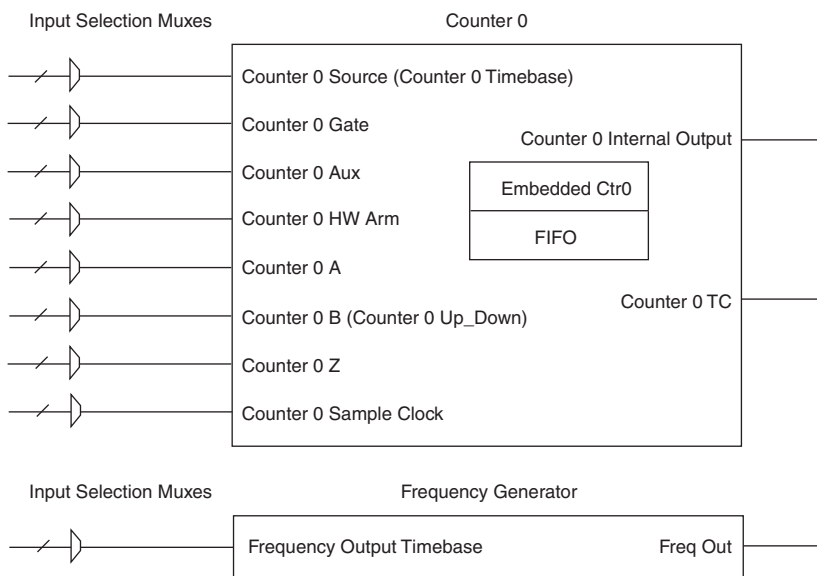 Input Selection Muxes
Counter 0
Counter 0 Source (Counter 0 Timebase)
Counter 0 Gate
Counter 0 Internal Output
Counter 0 Aux
Embedded Ctr0
Counter 0 HW Arm
FIFO
Counter 0 A
Counter 0 TC
Counter 0 B (Counter 0 Up_Down)
Counter 0 Z
Counter 0 Sample Clock
Input Selection Muxes
Frequency Generator
Frequency Output Timebase
Freq Out